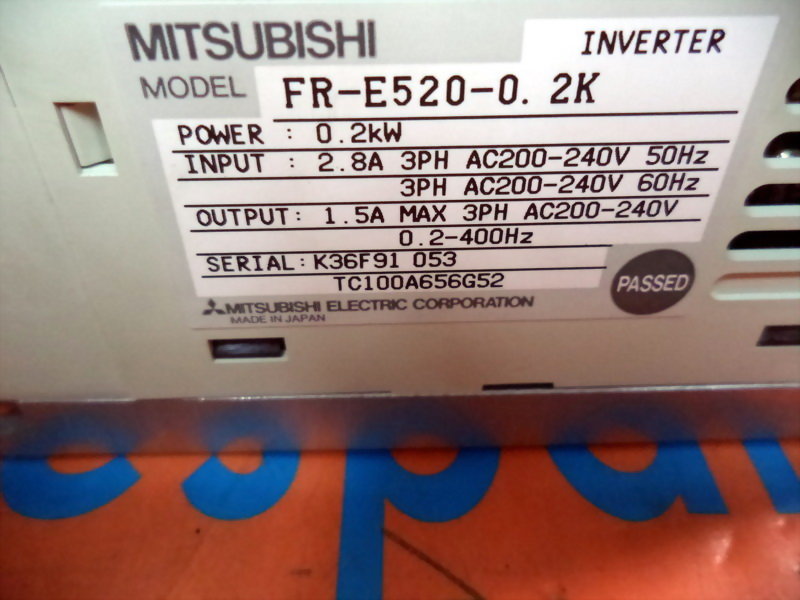 MITSUBISHI INVERTER
MODEL FR-E520-0.2K
POWER : 0.2kW
INPUT : 2.8A 3PH AC200-240V 50Hz
3PH AC200-240V 60Hz
OUTPUT: 1.5A MAX 3PH AC200-240V
0.2-400Hz
SERIAL: K36F91 053
TC100A656G52
PASSED
MITSUBISHI ELECTRIC CORPORATION
MADE IN JAPAN